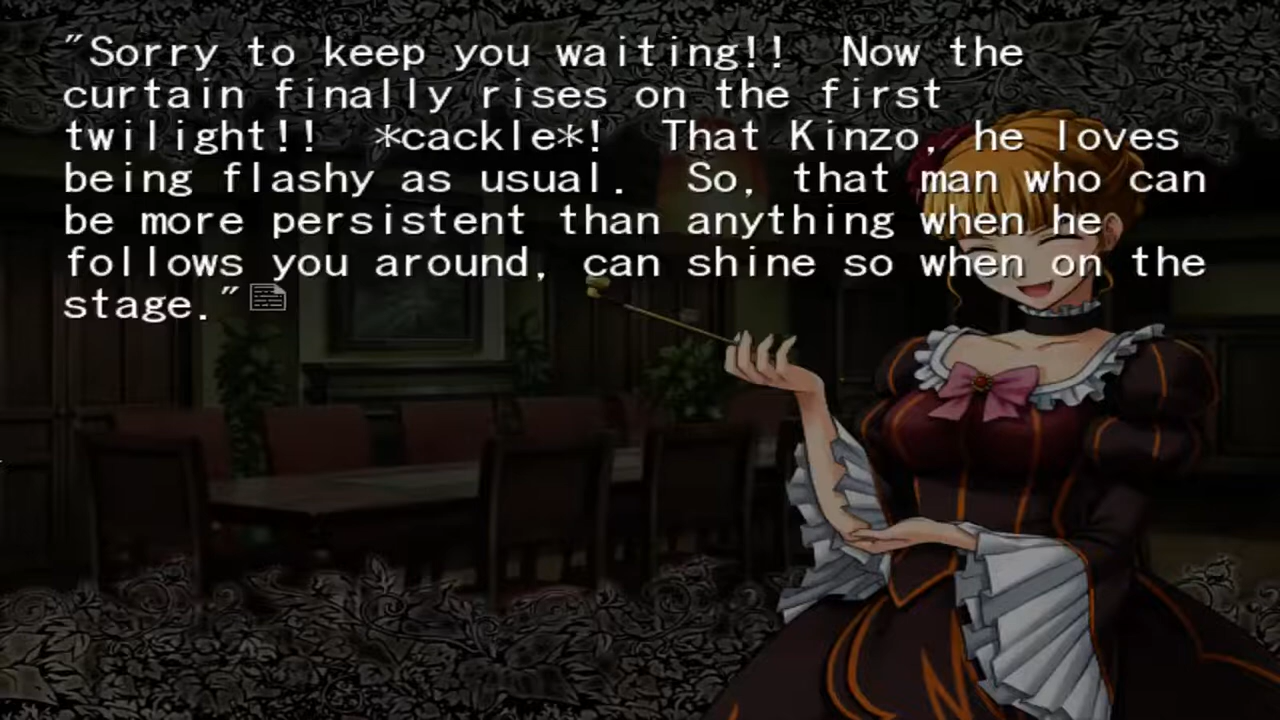 "Sorry to keep you waiting!!  Now the
curtain finally rises on the first
twilight!!  *cackle*!  That Kinzo, he loves
being flashy as usual.  So, that man who can
be more persistent than anything when he
follows you around, can shine so when on the
stage."